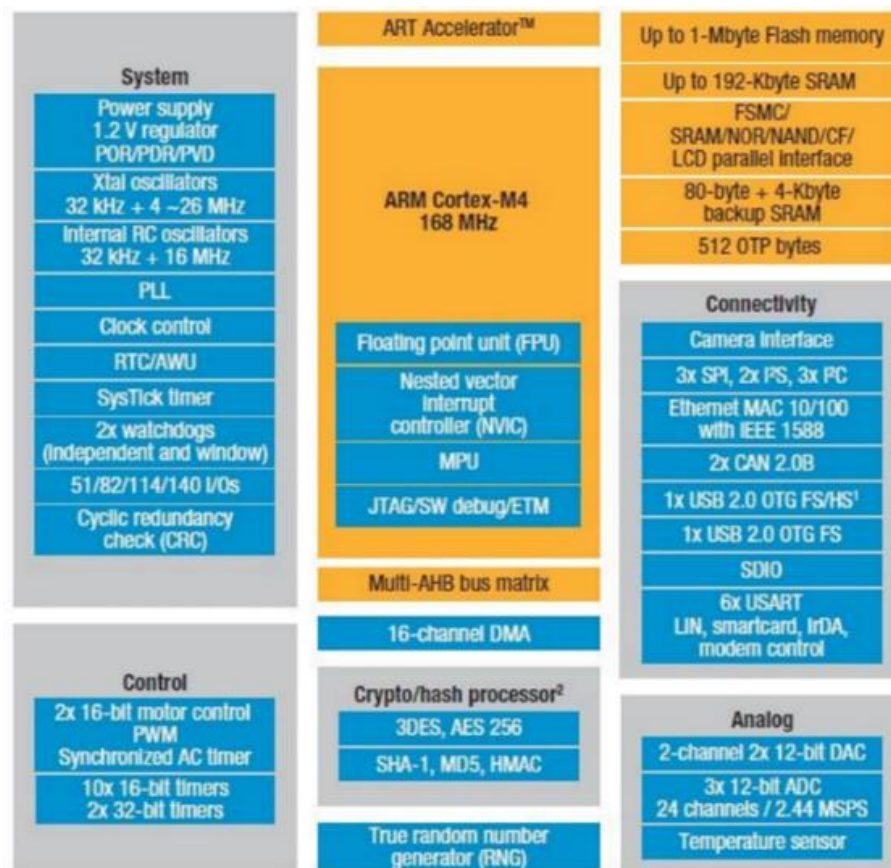 System
Power supply
1.2 V regulator
POR/PDR/PVD
Xtal oscillators
32 kHz + 4 ~26 MHz
Internal RC oscillators
32 kHz + 16 MHz
PLL
Clock control
RTC/AWU
SysTick timer
2x watchdogs
(independent and window)
51/82/114/140 I/Os
Cyclic redundancy
check (CRC)
Control
2x 16-bit motor control
PWM
Synchronized AC timer
10x 16-bit timers
2x 32-bit timers
ART Accelerator™
ARM Cortex-M4
168 MHz
Floating point unit (FPU)
Nested vector
interrupt
controller (NVIC)
MPU
JTAG/SW debug/ETM
Multi-AHB bus matrix
16-channel DMA
Crypto/hash processor²
3DES, AES 256
SHA-1, MD5, HMAC
True random number
generator (RNG)
Up to 1-Mbyte Flash memory
Up to 192-Kbyte SRAM
FSMC/
SRAM/NOR/NAND/CF/
LCD parallel interface
80-byte + 4-Kbyte
backup SRAM
512 OTP bytes
Connectivity
Camera interface
3x SPI, 2x I²S, 3x I²C
Ethernet MAC 10/100
with IEEE 1588
2x CAN 2.0B
1x USB 2.0 OTG FS/HS¹
1x USB 2.0 OTG FS
SDIO
6x USART
LIN, smartcard, IrDA,
modem control
Analog
2-channel 2x 12-bit DAC
3x 12-bit ADC
24 channels / 2.44 MSPS
Temperature sensor